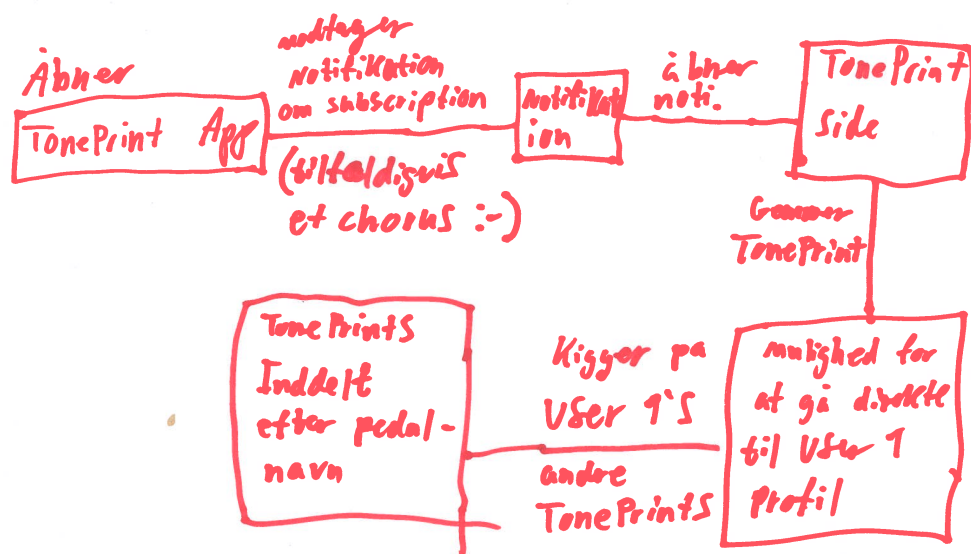 Åbner
TonePrint App
modtager
Notifikation
om subscription
(tilfældigvis
et chorus :-)
Notifikat
ion
åbner
noti.
TonePrint
side
Gemmer
TonePrint
mulighed for
at gå direkte
til User 1
profil
Kigger på
User 1's
andre
TonePrints
TonePrints
Inddelt
efter pedal-
navn